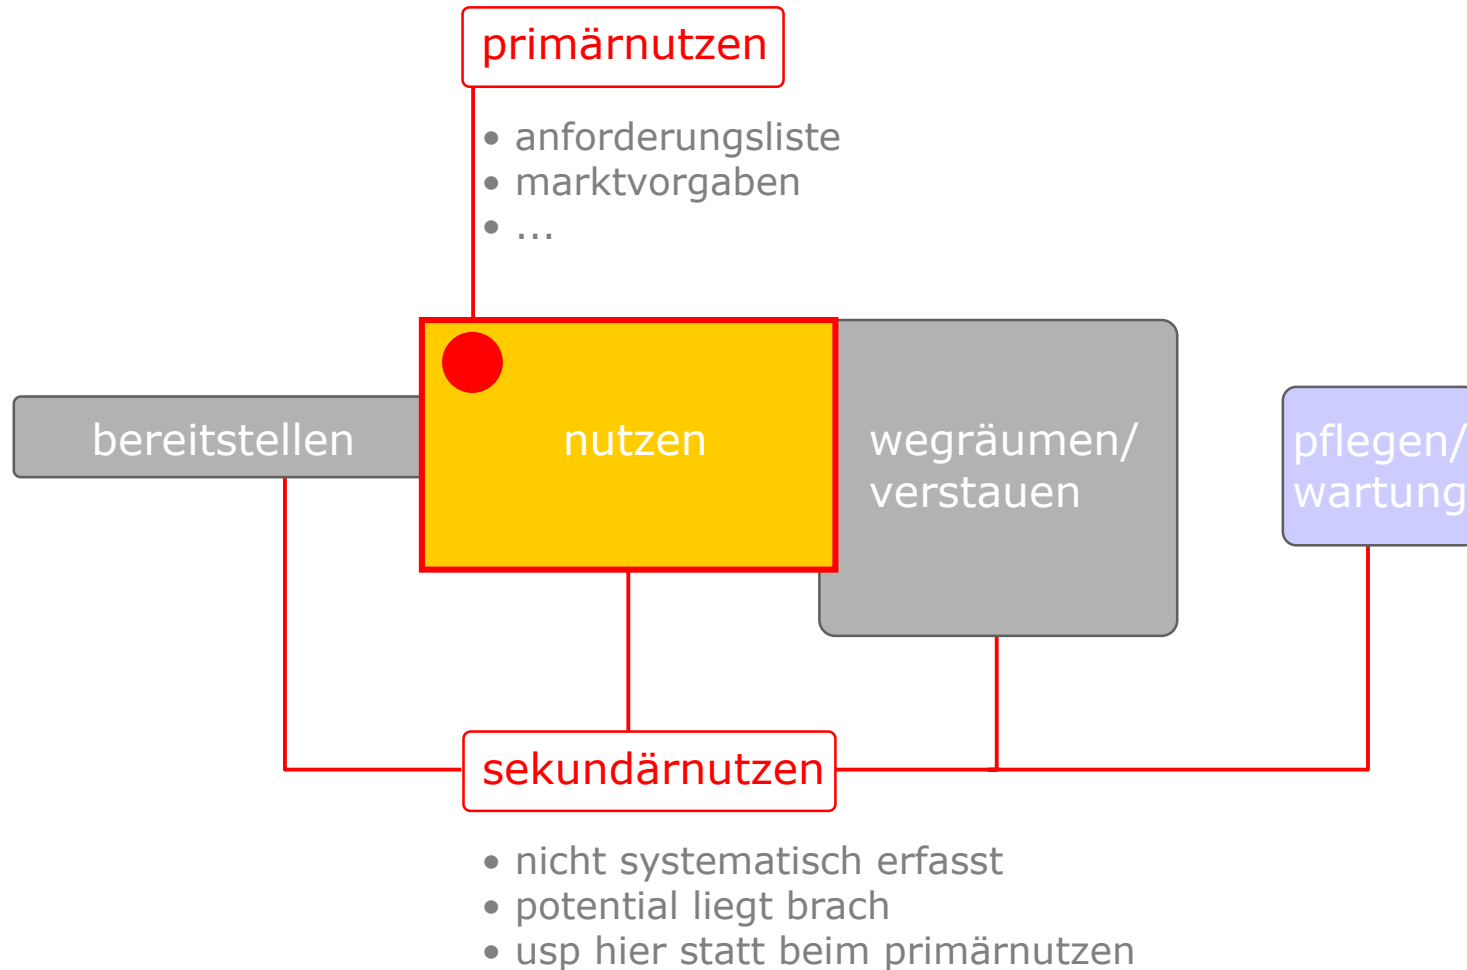 primärnutzen
• anforderungsliste
• marktvorgaben
• ...
bereitstellen
nutzen
wegräumen/
verstauen
pflegen/
wartung
sekundärnutzen
• nicht systematisch erfasst
• potential liegt brach
• usp hier statt beim primärnutzen